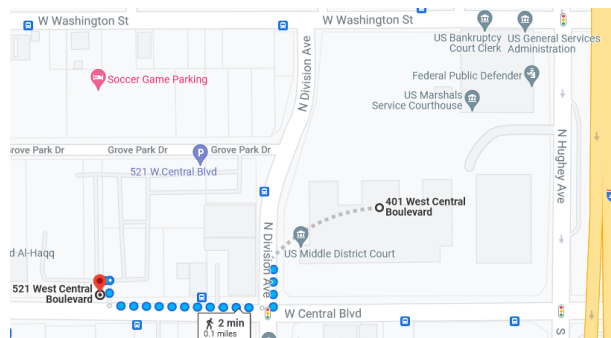 W Washington St
W Washington St
US Bankruptcy
Court Clerk
US General Services
Administration
N Division Ave
Soccer Game Parking
Federal Public Defender
US Marshals
Service Courthouse
Grove Park Dr
Grove Park Dr
P
521 W.Central Blvd
N Hughey Ave
401 West Central
Boulevard
N Division Ave
US Middle District Court
d Al-Haqq
521 West Central
Boulevard
W Central Blvd
2 min
0.1 miles
S